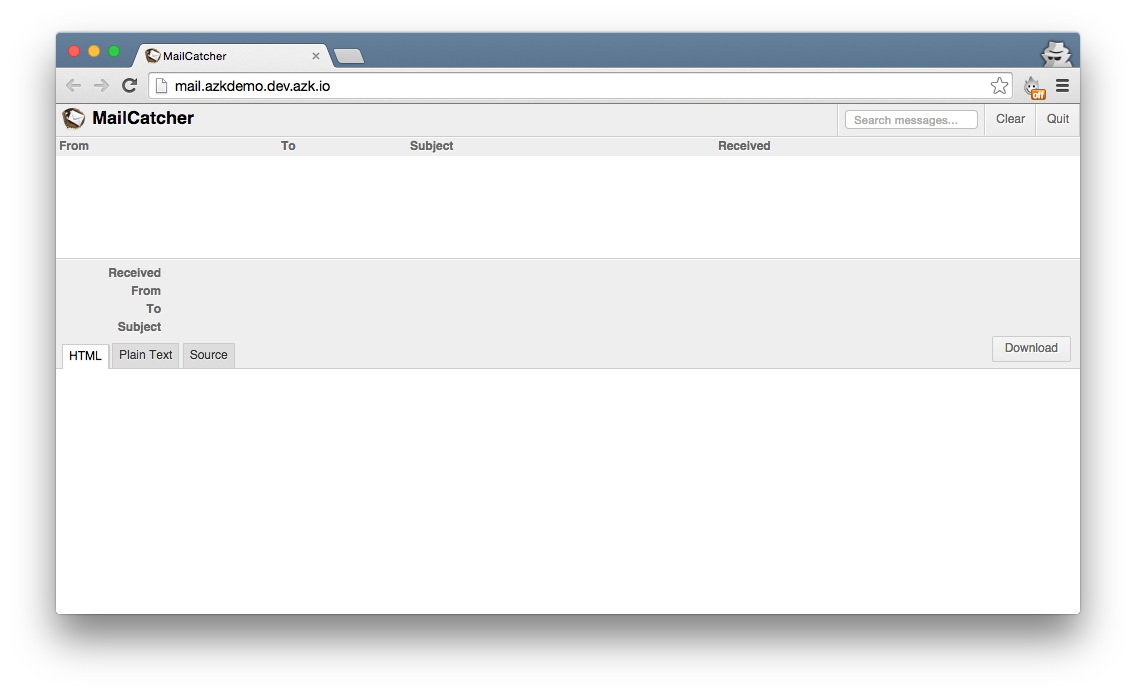 MailCatcher
mail.azkdemo.dev.azk.io
off
MailCatcher
Search messages...
Clear
Quit
From To Subject Received
Received
From
To
Subject
HTML Plain Text Source
Download